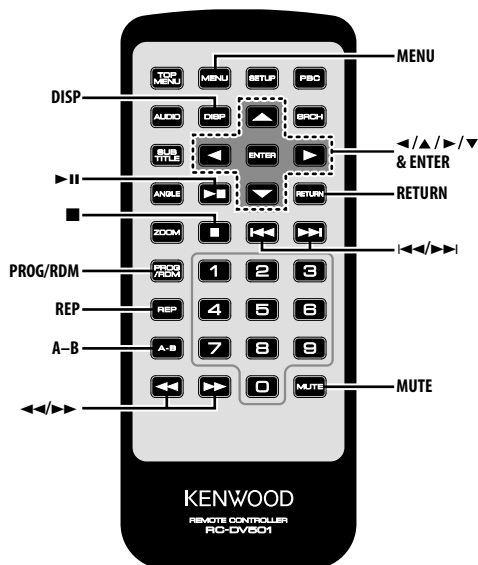 MENU
TOP MENU
MENU
SETUP
PBC
DISP
AUDIO
DISP
SRCH
◄/▲/►/▼
& ENTER
SUB TITLE
◄
ENTER
►
►II
ANGLE
►■
RETURN
RETURN
■
ZOOM
■
I◄◄
►►I
I◄◄/►►I
PROG/RDM
PROG /RDM
1
2
3
REP
REP
4
5
6
A–B
A-B
7
8
9
◄◄
►►
0
MUTE
MUTE
◄◄/►►
KENWOOD
REMOTE CONTROLLER
RC-DV501